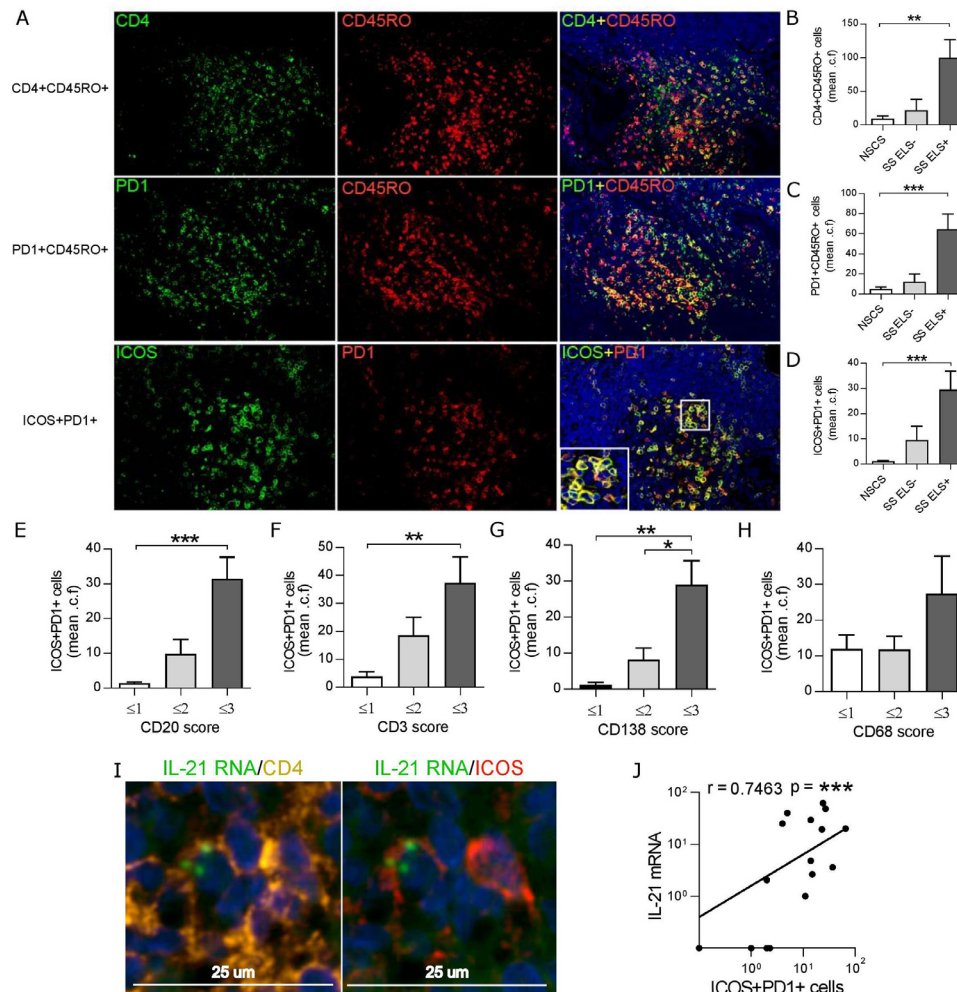 A
CD4
CD45RO
CD4+CD45RO
CD4+CD45RO+
PD1
CD45RO
PD1+CD45RO
PD1+CD45RO+
ICOS
PD1
ICOS+PD1
ICOS+PD1+
B
**
CD4+CD45RO+ cells
(mean .c.f)
150
100
50
0
NSCS
SS ELS-
SS ELS+
C
***
PD1+CD45RO+ cells
(mean .c.f)
100
80
60
40
20
0
NSCS
SS ELS-
SS ELS+
D
***
ICOS+PD1+ cells
(mean .c.f)
40
30
20
10
0
NSCS
SS ELS-
SS ELS+
E
***
ICOS+PD1+ cells
(mean .c.f)
40
30
20
10
0
≤1
≤2
≤3
CD20 score
F
**
ICOS+PD1+ cells
(mean .c.f)
50
40
30
20
10
0
≤1
≤2
≤3
CD3 score
G
**
*
ICOS+PD1+ cells
(mean .c.f)
40
30
20
10
0
≤1
≤2
≤3
CD138 score
H
ICOS+PD1+ cells
(mean .c.f)
40
30
20
10
0
≤1
≤2
≤3
CD68 score
I
IL-21 RNA/CD4
IL-21 RNA/ICOS
25 um
25 um
J
r = 0.7463 p = ***
IL-21 mRNA
10²
10¹
10⁰
10⁰
10¹
10²
ICOS+PD1+ cells